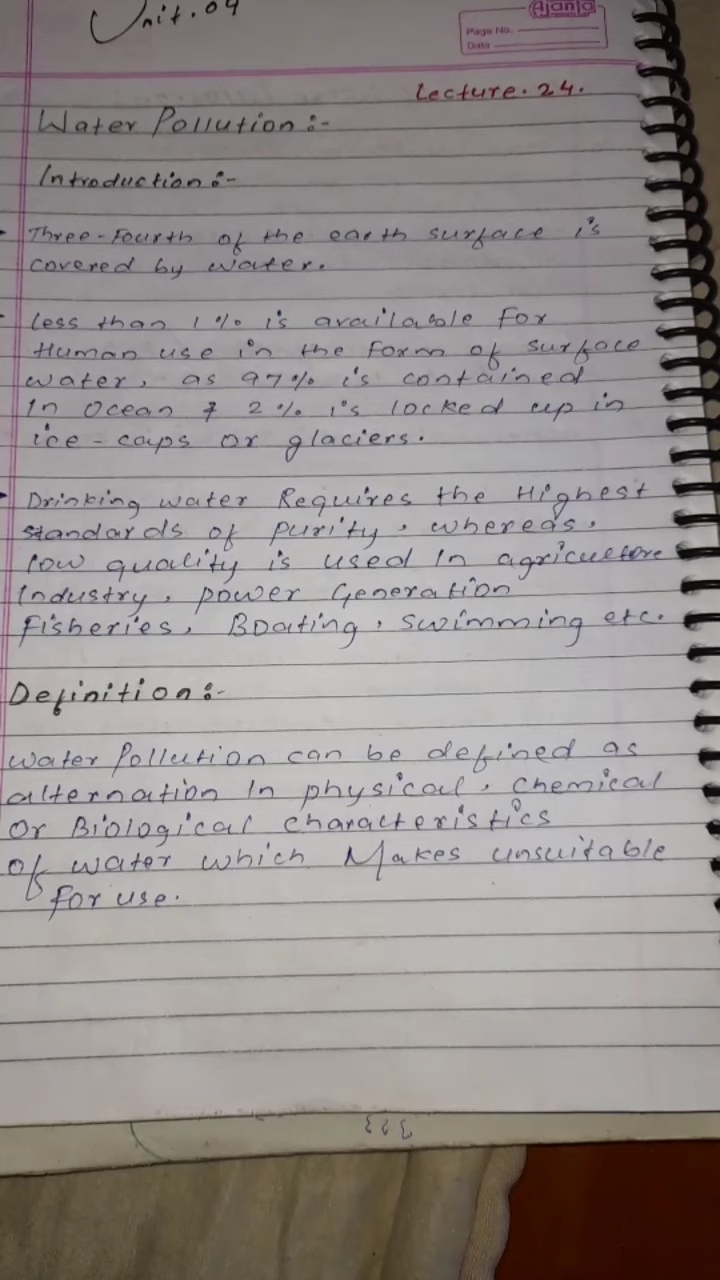 Unit.04
Ajanta
Page No.
Date
Lecture.24.
Water Pollution:-
Introduction:-
Three-Fourth of the earth surface is
covered by water.
Less than 1% is available for
Human use in the form of surface
water, as 97% is contained
In Ocean & 2% is locked up in
ice-caps or glaciers.
Drinking water Requires the Highest
standards of purity, whereas,
low quality is used In agriculture
Industry, power Generation
Fisheries, Boating, swimming etc.
Definition:-
Water Pollution can be defined as
alternation In physical, chemical
Or Biological characteristics
Of water which Makes unsuitable
for use.